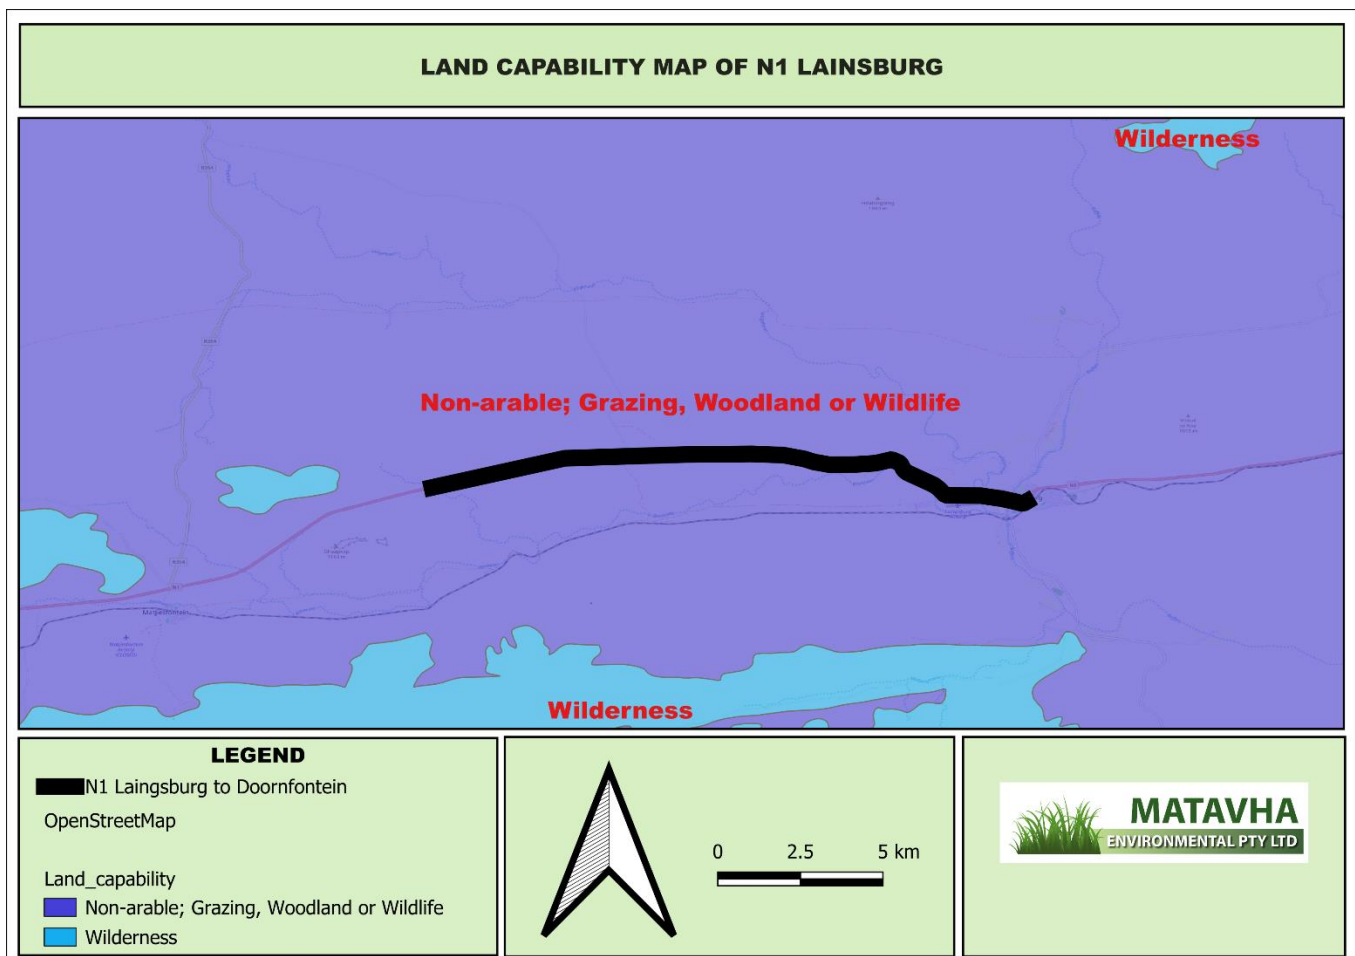 LAND CAPABILITY MAP OF N1 LAINSBURG
Wilderness
Non-arable; Grazing, Woodland or Wildlife
Wilderness
LEGEND
N1 Laingsburg to Doornfontein
OpenStreetMap
Land_capability
Non-arable; Grazing, Woodland or Wildlife
Wilderness
0 2.5 5 km
MATAVHA
ENVIRONMENTAL PTY LTD